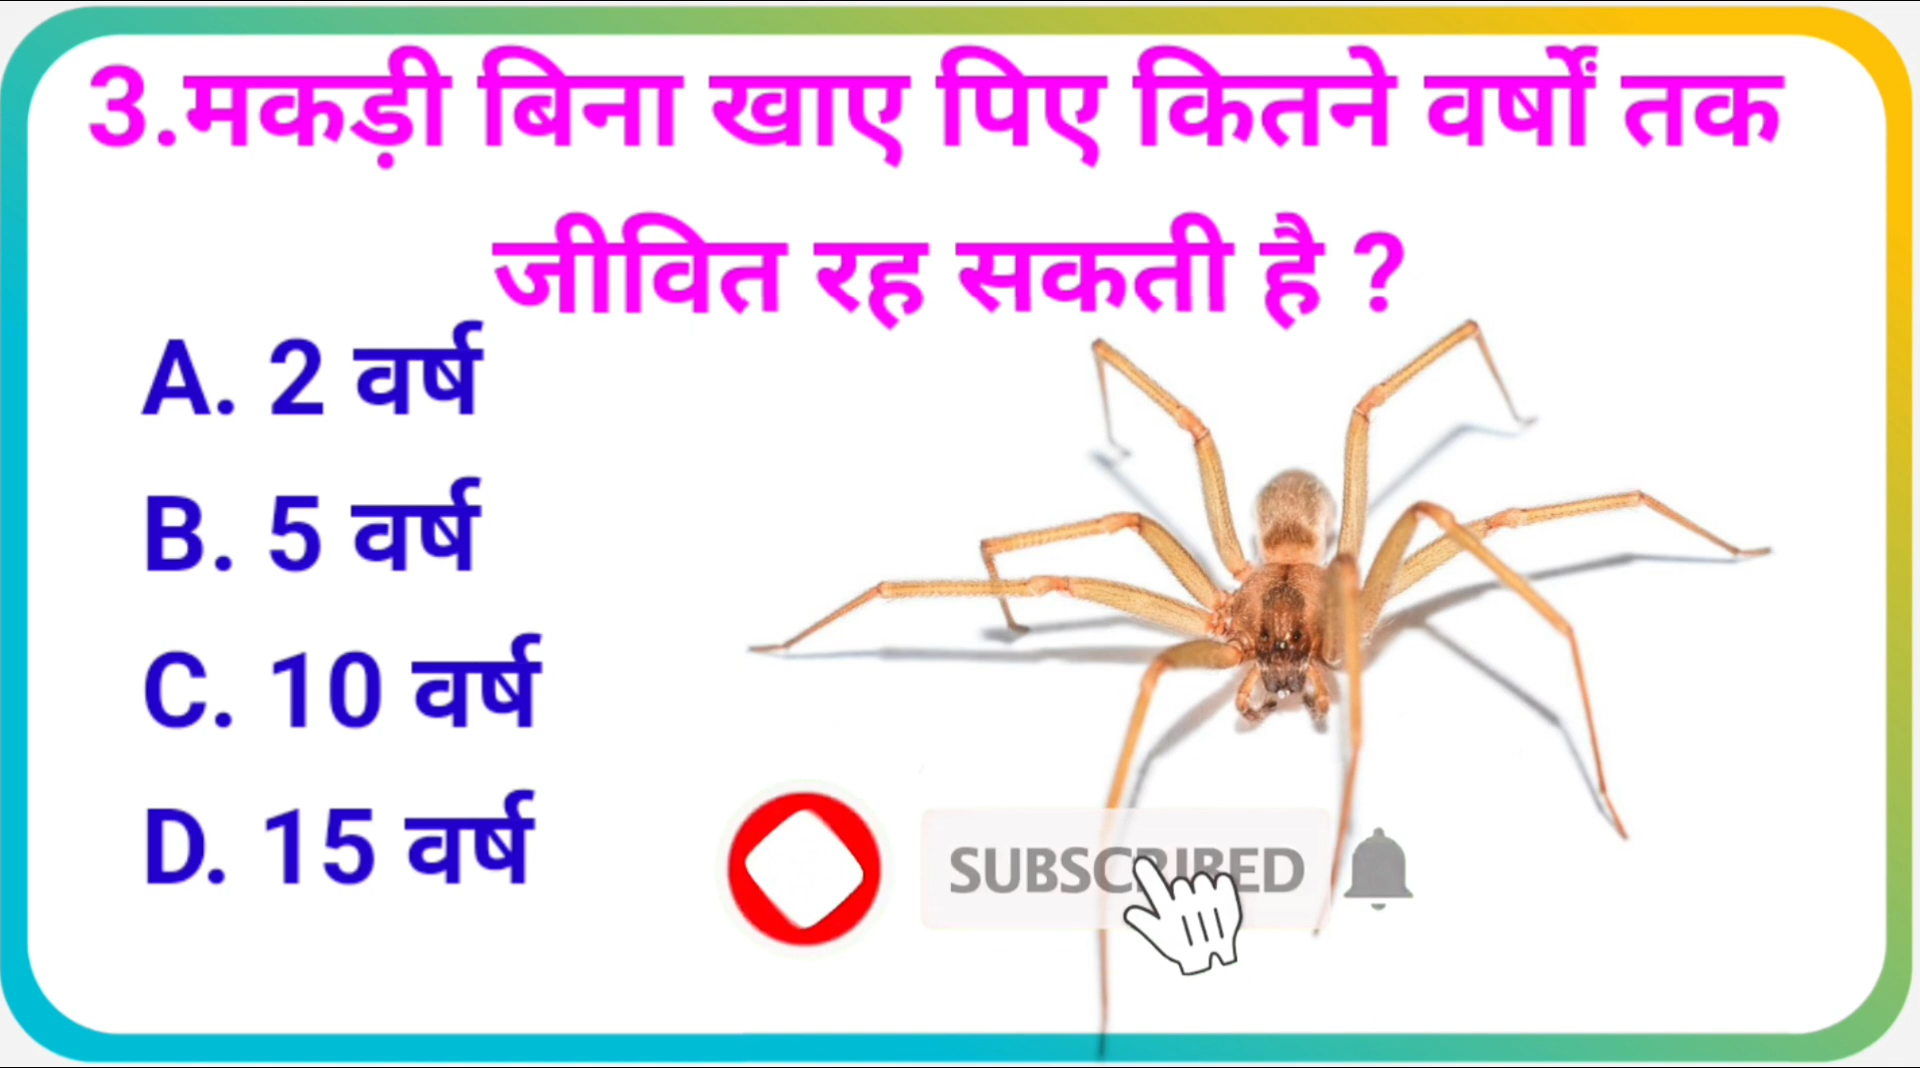 3.मकड़ी बिना खाए पिए कितने वर्षों तक
जीवित रह सकती है ?
A. 2 वर्ष
B. 5 वर्ष
C. 10 वर्ष
D. 15 वर्ष
SUBSCRIBED